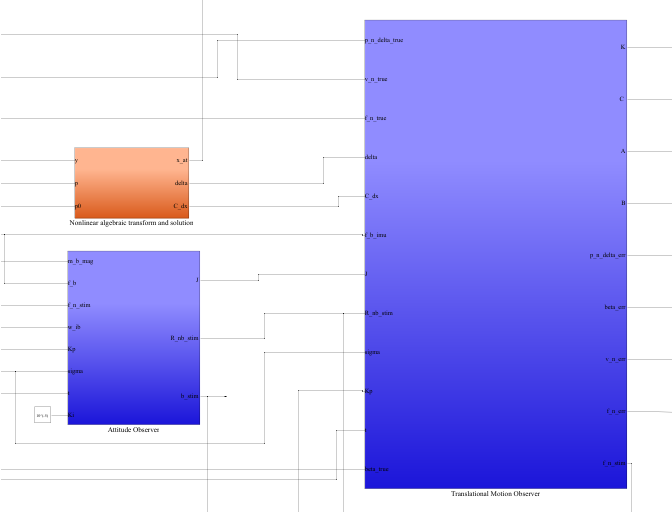 p_n_delta_true
K
v_n_true
C
f_n_true
y
x_at
delta
A
p
delta
p0
C_dx
C_dx
B
Nonlinear algebraic transform and solution
f_b_imu
m_b_mag
p_n_delta_err
J
J
f_b
f_n_stim
R_nb_stim
beta_err
w_ib
R_nb_stim
Kp
sigma
v_n_err
sigma
Kp
t
b_stim
f_n_err
Attitude Observer
t
beta_true
f_n_stim
Translational Motion Observer